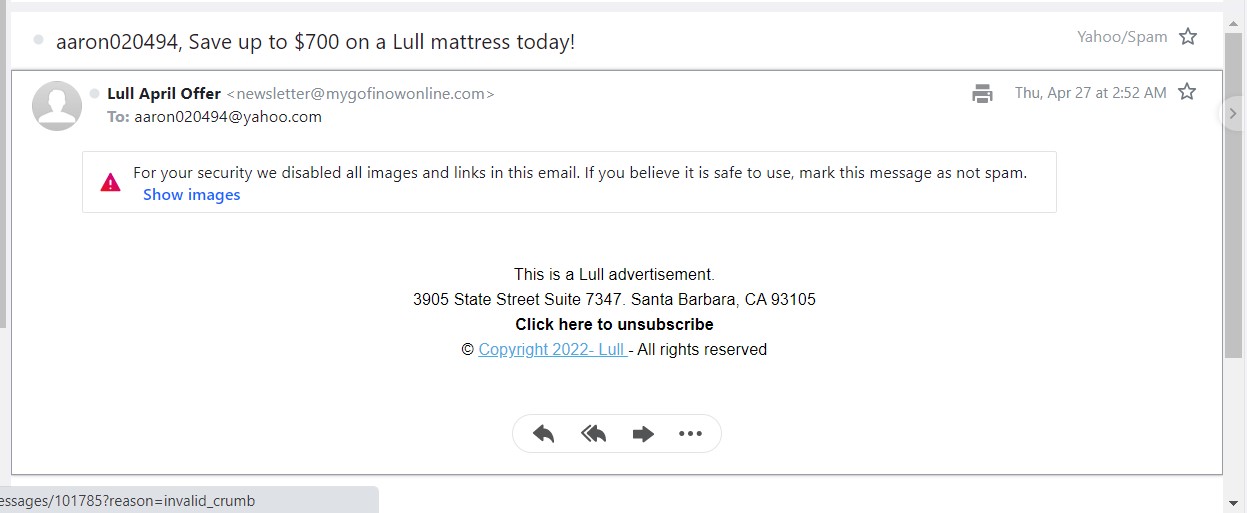 aaron020494, Save up to $700 on a Lull mattress today!
Yahoo/Spam
Lull April Offer <newsletter@mygofinowonline.com>
Thu, Apr 27 at 2:52 AM
To: aaron020494@yahoo.com
For your security we disabled all images and links in this email. If you believe it is safe to use, mark this message as not spam.
Show images
This is a Lull advertisement.
3905 State Street Suite 7347. Santa Barbara, CA 93105
Click here to unsubscribe
© Copyright 2022- Lull - All rights reserved
essages/101785?reason=invalid_crumb